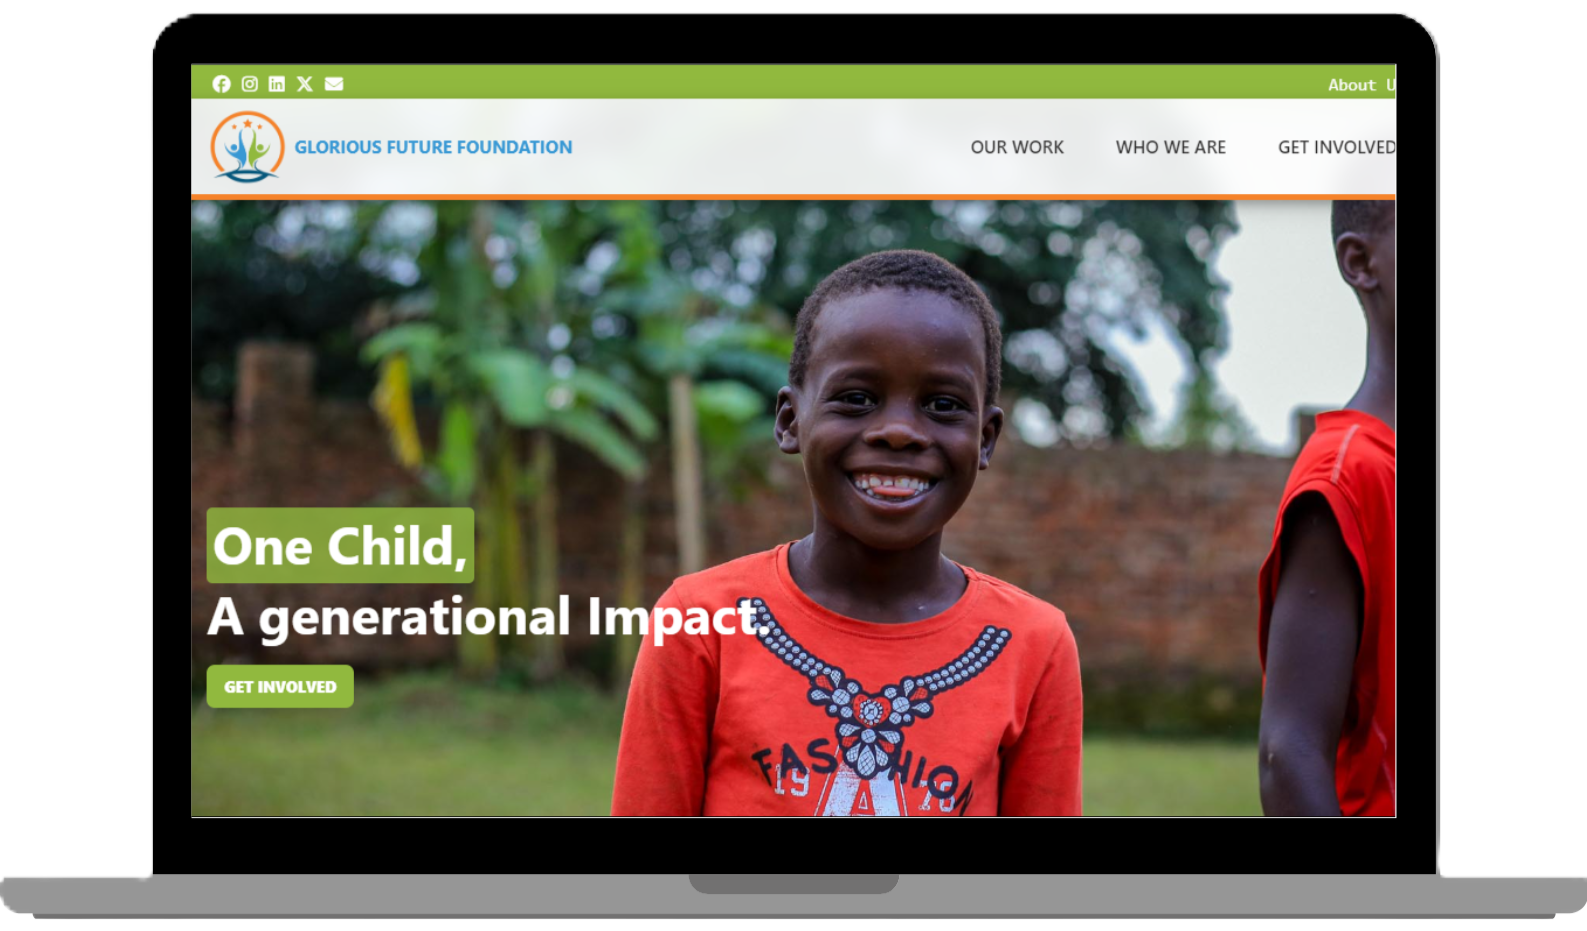 About U
GLORIOUS FUTURE FOUNDATION
OUR WORK
WHO WE ARE
GET INVOLVED
One Child,
A generational Impact.
GET INVOLVED
FASHION
19 78
A